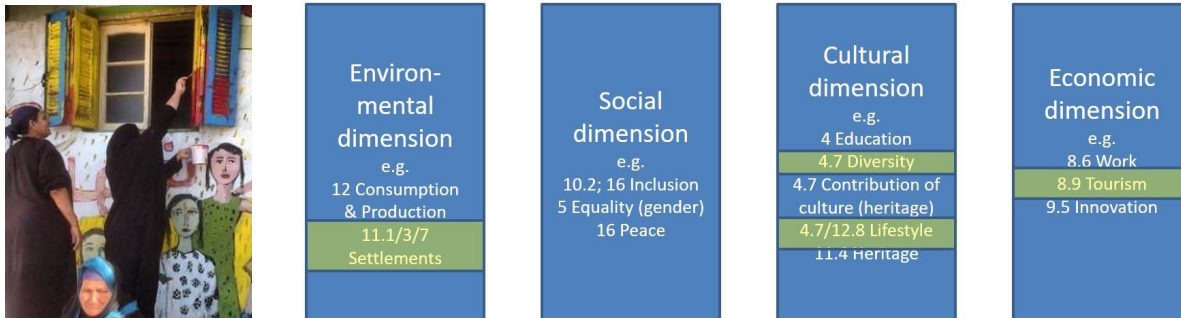 Environ-
mental
dimension
e.g.
12 Consumption
& Production
11.1/3/7
Settlements
Social
dimension
e.g.
10.2; 16 Inclusion
5 Equality (gender)
16 Peace
Cultural
dimension
e.g.
4 Education
4.7 Diversity
4.7 Contribution of
culture (heritage)
4.7/12.8 Lifestyle
11.4 Heritage
Economic
dimension
e.g.
8.6 Work
8.9 Tourism
9.5 Innovation